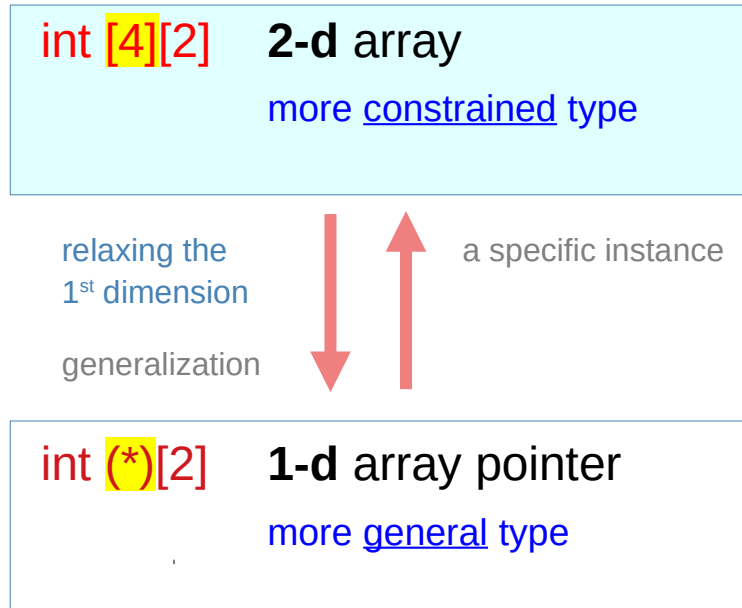 int [4][2] 2-d array
more constrained type
relaxing the a specific instance
1st dimension
generalization
int (*)[2] 1-d array pointer
more general type